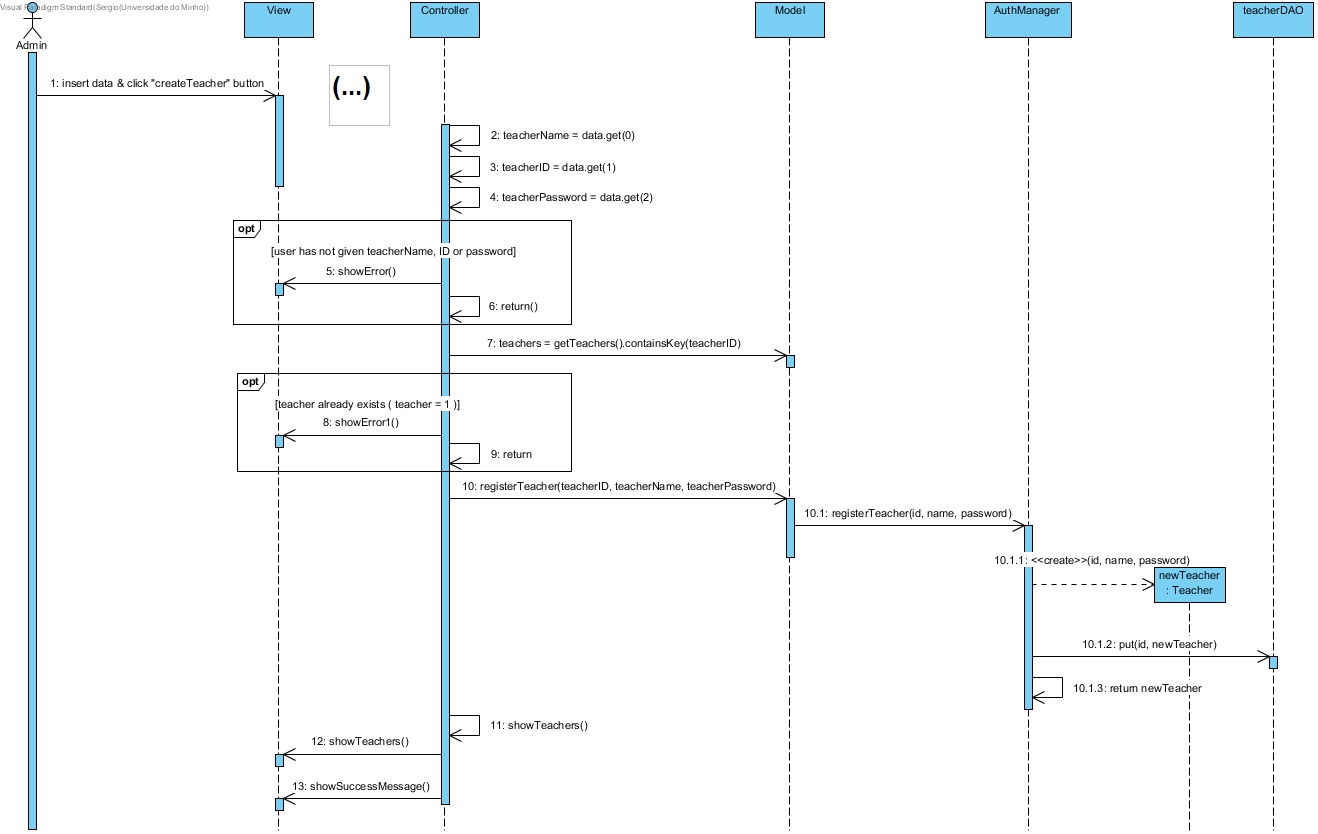 Visual Paradigm Standard(Sergio(Universidade do Minho))
Admin
View
Controller
Model
AuthManager
teacherDAO
1: insert data & click "createTeacher" button
(...)
2: teacherName = data.get(0)
3: teacherID = data.get(1)
4: teacherPassword = data.get(2)
opt
[user has not given teacherName, ID or password]
5: showError()
6: return()
7: teachers = getTeachers().containsKey(teacherID)
opt
[teacher already exists ( teacher = 1 )]
8: showError1()
9: return
10: registerTeacher(teacherID, teacherName, teacherPassword)
10.1: registerTeacher(id, name, password)
10.1.1: <<create>>(id, name, password)
newTeacher
: Teacher
10.1.2: put(id, newTeacher)
10.1.3: return newTeacher
11: showTeachers()
12: showTeachers()
13: showSuccessMessage()